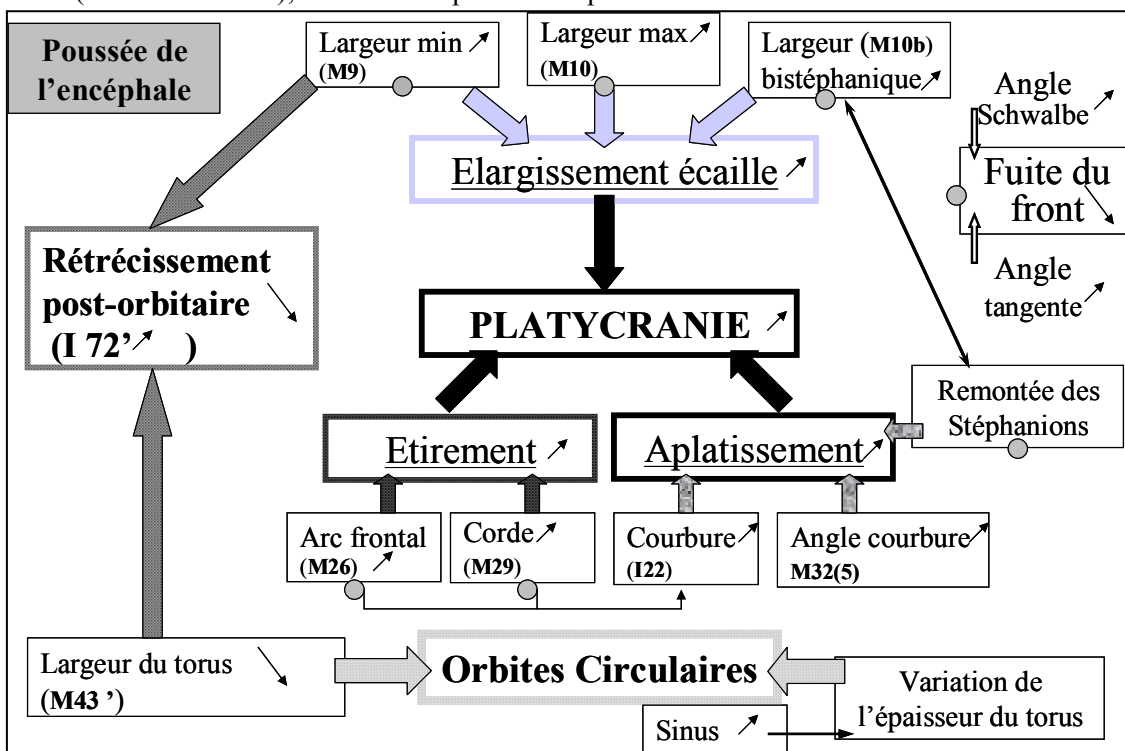 Poussée de
l'encéphale
Largeur min
(M9)
Largeur max
(M10)
Largeur (M10b)
bistéphanique
Angle
Schwalbe
Elargissement écaille
Fuite du
front
Angle
tangente
Rétrécissement
post-orbitaire
(I 72’ )
PLATYCRANIE
Remontée des
Stéphanions
Etirement
Aplatissement
Arc frontal
(M26)
Corde
(M29)
Courbure
(I22)
Angle courbure
M32(5)
Largeur du torus
(M43 ’)
Orbites Circulaires
Variation de
l’épaisseur du torus
Sinus